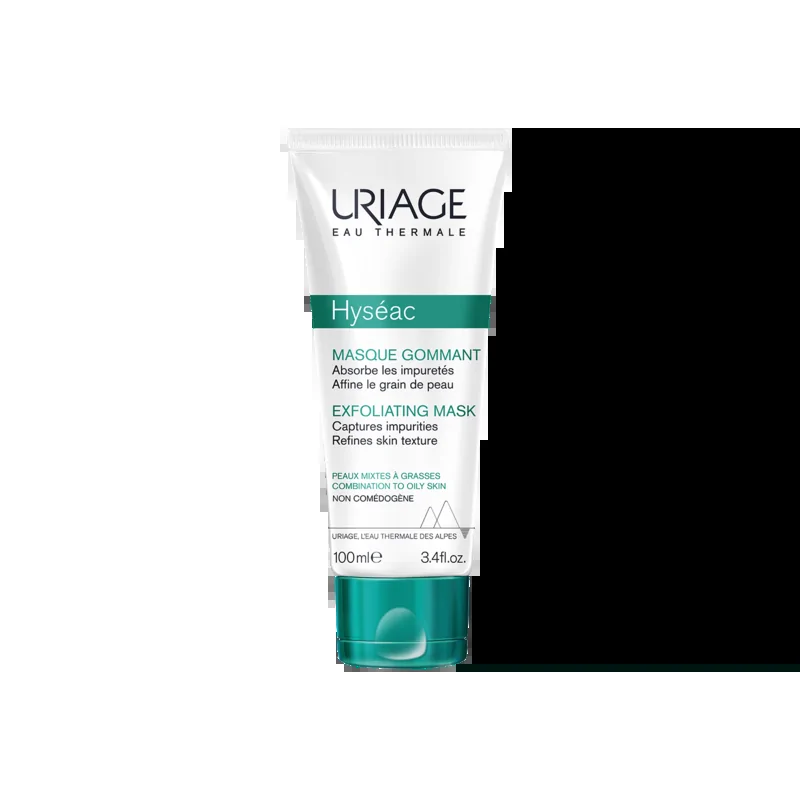 URIAGE
EAU THERMALE
Hyséac
MASQUE GOMMANT
Absorbe les impuretés
Affine le grain de peau
EXFOLIATING MASK
Captures impurities
Refines skin texture
PEAUX MIXTES À GRASSES
COMBINATION TO OILY SKIN
NON COMÉDOGÈNE
URIAGE, L'EAU THERMALE DES ALPES
100ml℮ 3.4fl.oz.